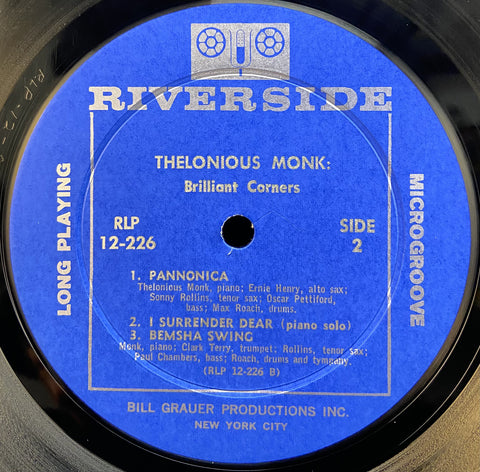 RIVERSIDE
THELONIOUS MONK:
Brilliant Corners
LONG PLAYING
MICROGROOVE
RLP
12-226
SIDE
2
1. PANNONICA
Thelonious Monk, piano; Ernie Henry, alto sax;
Sonny Rollins, tenor sax; Oscar Pettiford,
bass; Max Roach, drums.
2. I SURRENDER DEAR (piano solo)
3. BEMSHA SWING
Monk, piano; Clark Terry, trumpet; Rollins, tenor sax;
Paul Chambers, bass; Roach, drums and tympany.
(RLP 12-226 B)
BILL GRAUER PRODUCTIONS INC.
NEW YORK CITY